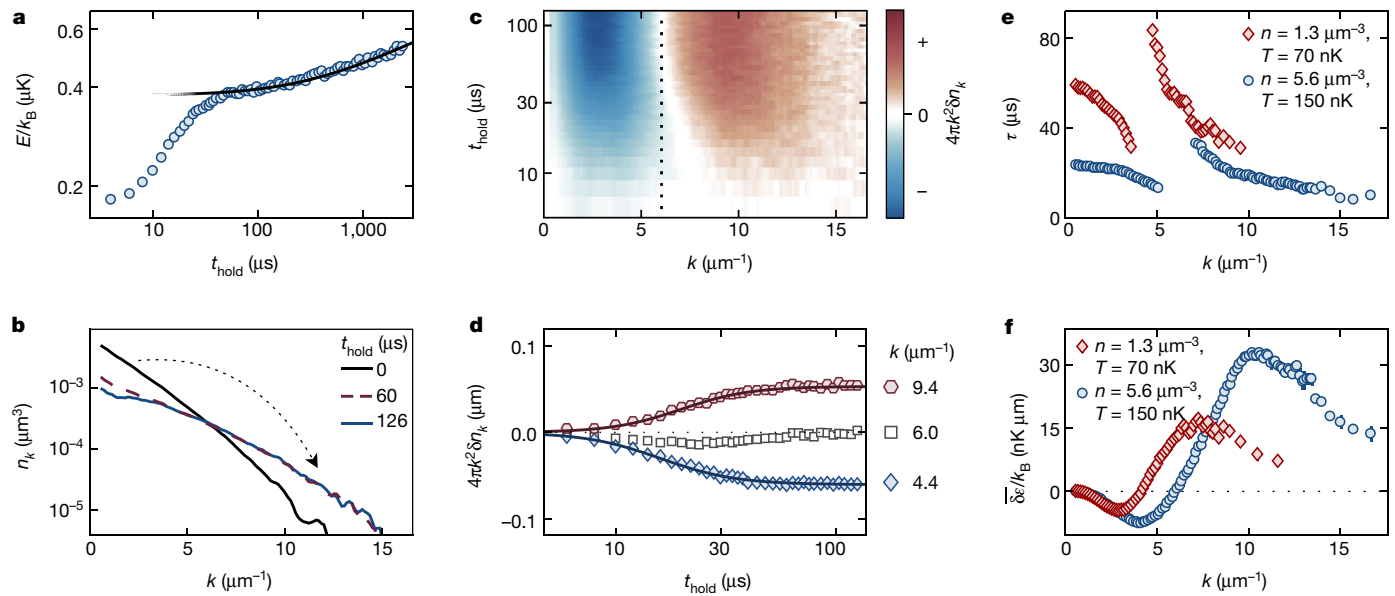 a
0.6
0.4
0.2
E/kB (μK)
10
100
1,000
thold (μs)
b
thold (μs)
0
60
126
10−3
10−4
10−5
nk (μm3)
0
5
10
15
k (μm−1)
c
100
30
10
thold (μs)
0
5
10
15
k (μm−1)
+
0
−
4πk2δnk
d
0.1
0.0
−0.1
4πk2δnk (μm)
10
30
100
thold (μs)
k (μm−1)
9.4
6.0
4.4
e
n = 1.3 μm−3,
T = 70 nK
n = 5.6 μm−3,
T = 150 nK
80
40
0
τ (μs)
0
5
10
15
k (μm−1)
f
n = 1.3 μm−3,
T = 70 nK
n = 5.6 μm−3,
T = 150 nK
30
15
0
δε/kB (nK μm)
0
5
10
15
k (μm−1)